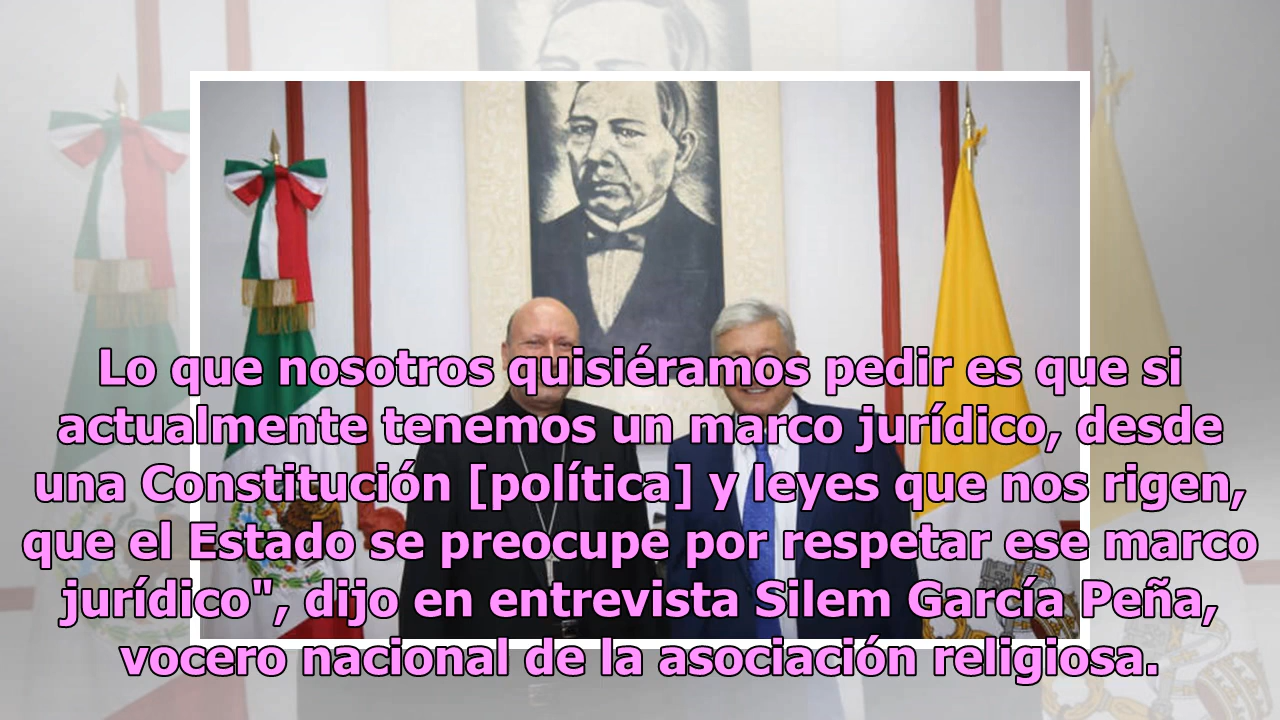 Lo que nosotros quisiéramos pedir es que si
actualmente tenemos un marco jurídico, desde
una Constitución [política] y leyes que nos rigen,
que el Estado se preocupe por respetar ese marco
jurídico", dijo en entrevista Silem García Peña,
vocero nacional de la asociación religiosa.